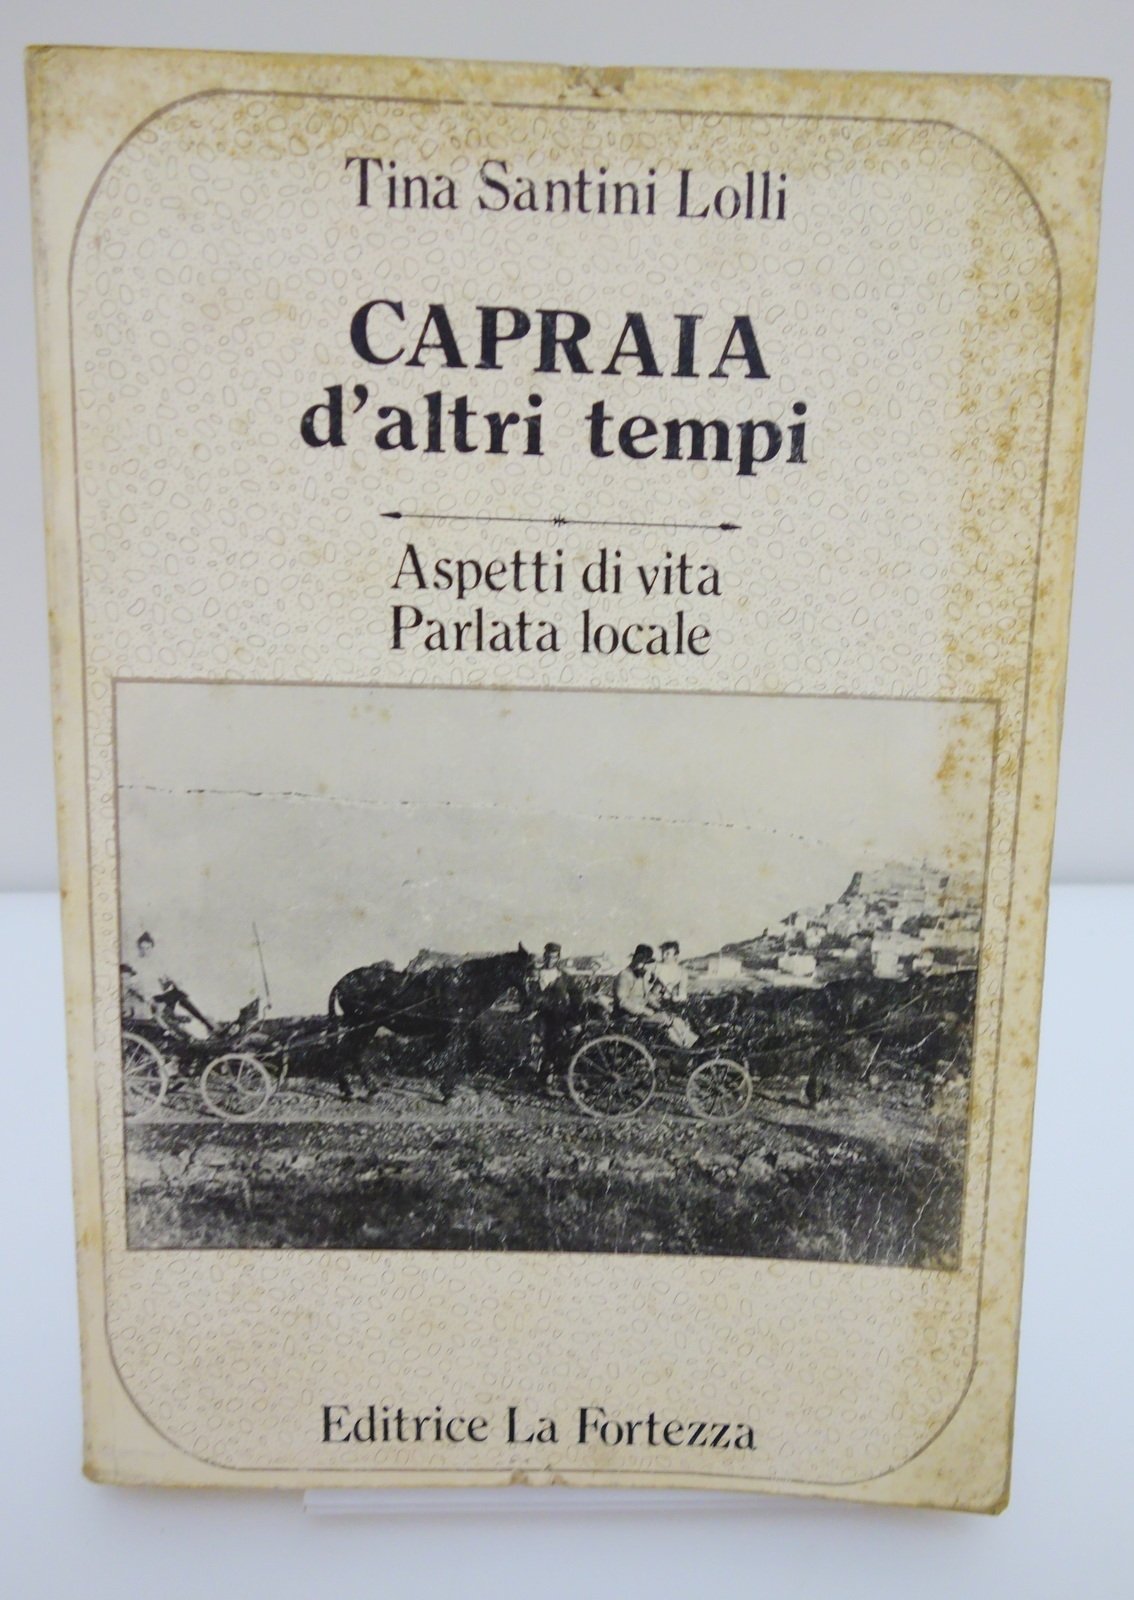 Tina Santini Lolli
CAPRAIA
d'altri tempi
Aspetti di vita
Parlata locale
Editrice La Fortezza